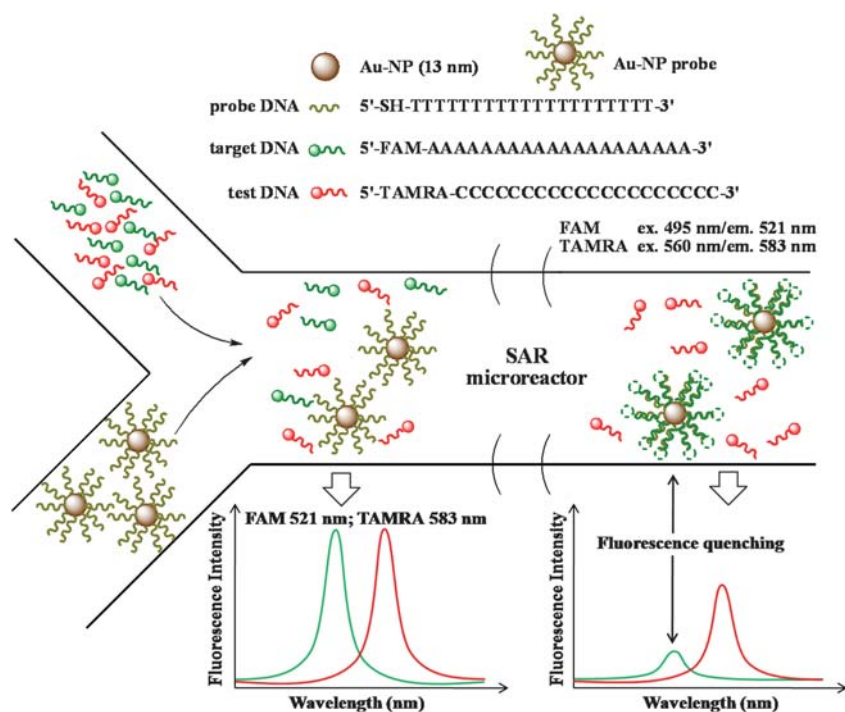 Au-NP (13 nm)
Au-NP probe
probe DNA 5'-SH-TTTTTTTTTTTTTTTTTTTT-3'
target DNA 5'-FAM-AAAAAAAAAAAAAAAAAAAA-3'
test DNA 5'-TAMRA-CCCCCCCCCCCCCCCCCCCC-3'
FAM ex. 495 nm/em. 521 nm
TAMRA ex. 560 nm/em. 583 nm
SAR
microreactor
FAM 521 nm; TAMRA 583 nm
Fluorescence Intensity
Wavelength (nm)
Fluorescence quenching
Fluorescence Intensity
Wavelength (nm)